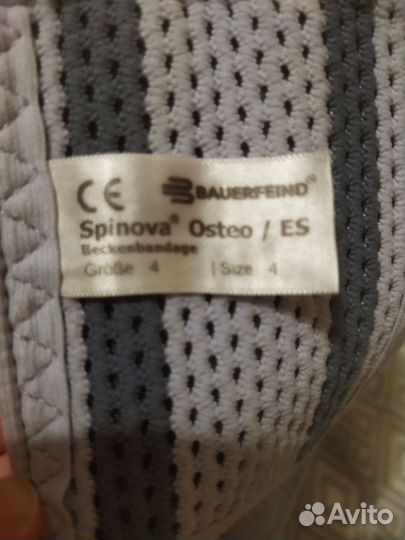 CE BAUERFEIND®
Spinova® Osteo / ES
Beckenbandage
Größe 4 | Size 4
Avito